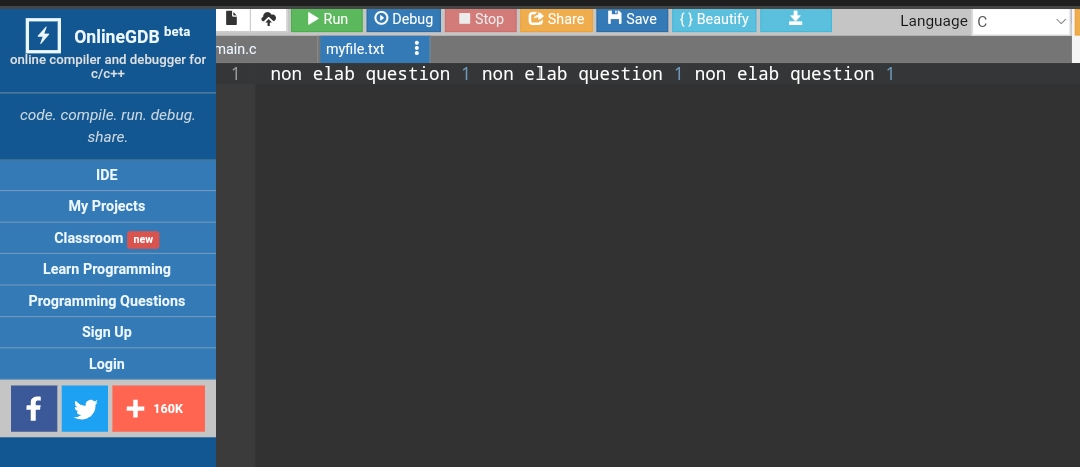 OnlineGDB beta
online compiler and debugger for
c/c++
code. compile. run. debug.
share.
IDE
My Projects
Classroom new
Learn Programming
Programming Questions
Sign Up
Login
160K
Run Debug Stop Share Save { } Beautify
Language C
main.c myfile.txt
1 non elab question 1 non elab question 1 non elab question 1